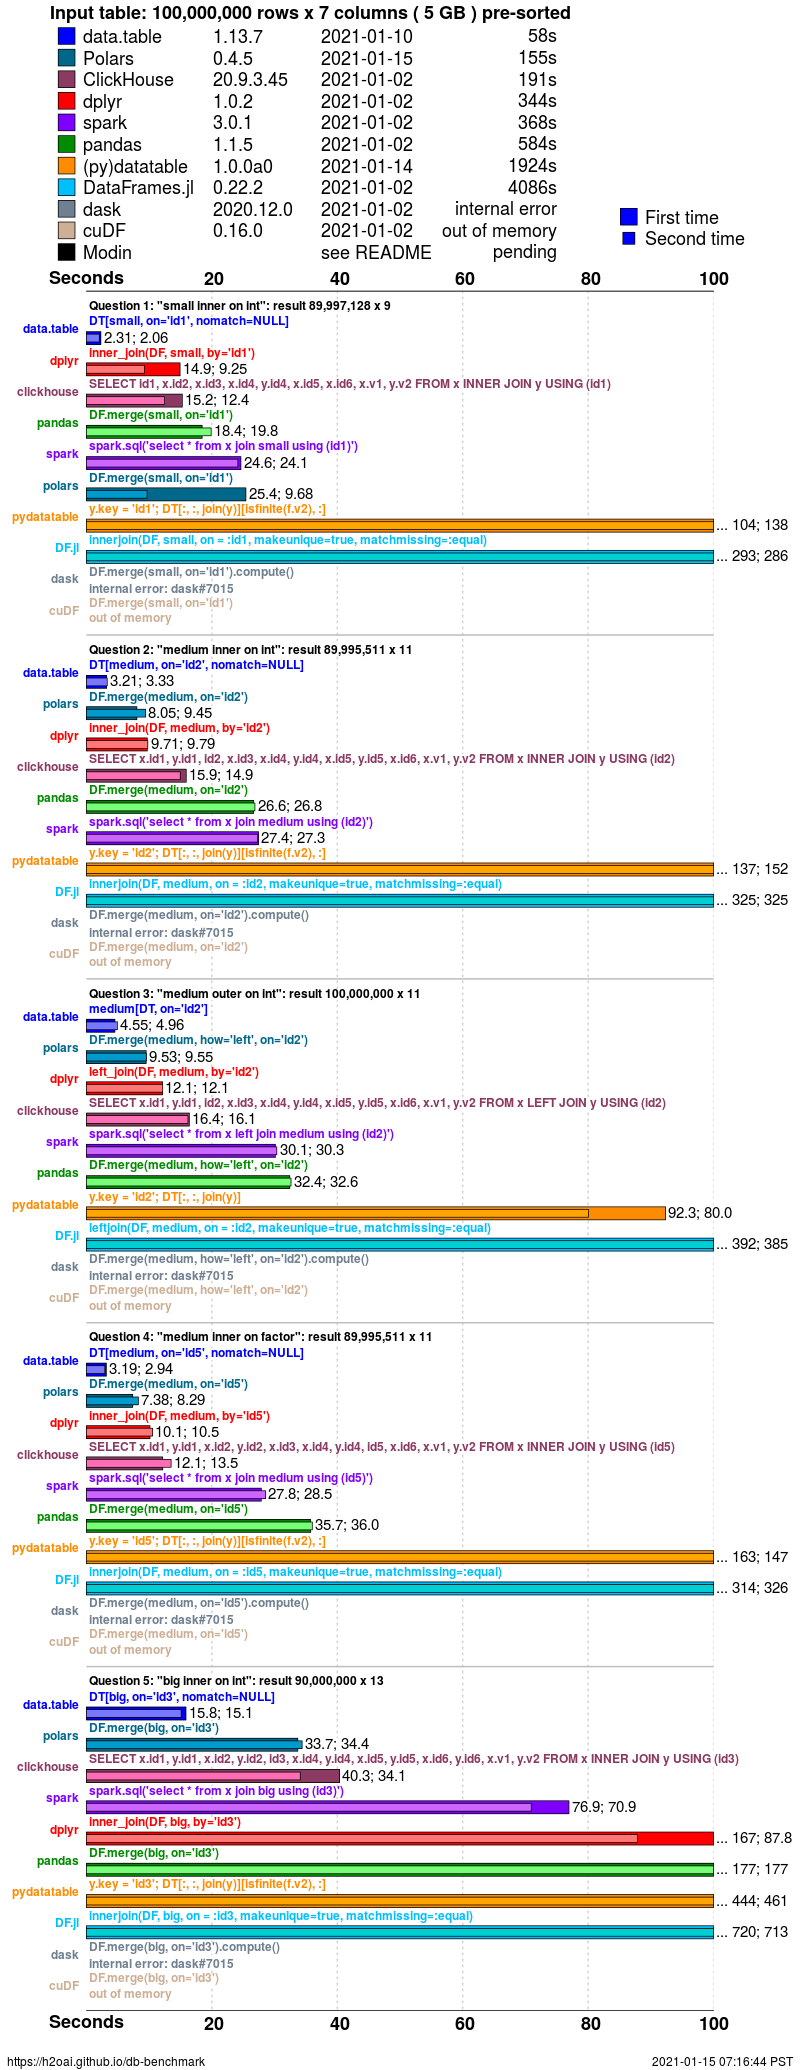 Input table: 100,000,000 rows x 7 columns ( 5 GB ) pre-sorted
data.table 1.13.7 2021-01-10 58s
Polars 0.4.5 2021-01-15 155s
ClickHouse 20.9.3.45 2021-01-02 191s
dplyr 1.0.2 2021-01-02 344s
spark 3.0.1 2021-01-02 368s
pandas 1.1.5 2021-01-02 584s
(py)datatable 1.0.0a0 2021-01-14 1924s
DataFrames.jl 0.22.2 2021-01-02 4086s
dask 2020.12.0 2021-01-02 internal error
cuDF 0.16.0 2021-01-02 out of memory
Modin see README pending
First time
Second time
Seconds 20 40 60 80 100
Question 1: "small inner on int": result 89,997,128 x 9
DT[small, on='id1', nomatch=NULL]
data.table 2.31; 2.06
inner_join(DF, small, by='id1')
dplyr 14.9; 9.25
SELECT id1, x.id2, x.id3, x.id4, y.id4, x.id5, x.id6, x.v1, y.v2 FROM x INNER JOIN y USING (id1)
clickhouse 15.2; 12.4
DF.merge(small, on='id1')
pandas 18.4; 19.8
spark.sql('select * from x join small using (id1)')
spark 24.6; 24.1
DF.merge(small, on='id1')
polars 25.4; 9.68
y.key = 'id1'; DT[:, :, join(y)][isfinite(f.v2), :]
pydatatable ... 104; 138
innerjoin(DF, small, on = :id1, makeunique=true, matchmissing=:equal)
DF.jl ... 293; 286
DF.merge(small, on='id1').compute()
dask internal error: dask#7015
DF.merge(small, on='id1')
cuDF out of memory
Question 2: "medium inner on int": result 89,995,511 x 11
DT[medium, on='id2', nomatch=NULL]
data.table 3.21; 3.33
DF.merge(medium, on='id2')
polars 8.05; 9.45
inner_join(DF, medium, by='id2')
dplyr 9.71; 9.79
SELECT x.id1, y.id1, id2, x.id3, x.id4, y.id4, x.id5, y.id5, x.id6, x.v1, y.v2 FROM x INNER JOIN y USING (id2)
clickhouse 15.9; 14.9
DF.merge(medium, on='id2')
pandas 26.6; 26.8
spark.sql('select * from x join medium using (id2)')
spark 27.4; 27.3
y.key = 'id2'; DT[:, :, join(y)][isfinite(f.v2), :]
pydatatable ... 137; 152
innerjoin(DF, medium, on = :id2, makeunique=true, matchmissing=:equal)
DF.jl ... 325; 325
DF.merge(medium, on='id2').compute()
dask internal error: dask#7015
DF.merge(medium, on='id2')
cuDF out of memory
Question 3: "medium outer on int": result 100,000,000 x 11
medium[DT, on='id2']
data.table 4.55; 4.96
DF.merge(medium, how='left', on='id2')
polars 9.53; 9.55
left_join(DF, medium, by='id2')
dplyr 12.1; 12.1
SELECT x.id1, y.id1, id2, x.id3, x.id4, y.id4, x.id5, y.id5, x.id6, x.v1, y.v2 FROM x LEFT JOIN y USING (id2)
clickhouse 16.4; 16.1
spark.sql('select * from x left join medium using (id2)')
spark 30.1; 30.3
DF.merge(medium, how='left', on='id2')
pandas 32.4; 32.6
y.key = 'id2'; DT[:, :, join(y)]
pydatatable 92.3; 80.0
leftjoin(DF, medium, on = :id2, makeunique=true, matchmissing=:equal)
DF.jl ... 392; 385
DF.merge(medium, how='left', on='id2').compute()
dask internal error: dask#7015
DF.merge(medium, how='left', on='id2')
cuDF out of memory
Question 4: "medium inner on factor": result 89,995,511 x 11
DT[medium, on='id5', nomatch=NULL]
data.table 3.19; 2.94
DF.merge(medium, on='id5')
polars 7.38; 8.29
inner_join(DF, medium, by='id5')
dplyr 10.1; 10.5
SELECT x.id1, y.id1, x.id2, y.id2, x.id3, x.id4, y.id4, id5, x.id6, x.v1, y.v2 FROM x INNER JOIN y USING (id5)
clickhouse 12.1; 13.5
spark.sql('select * from x join medium using (id5)')
spark 27.8; 28.5
DF.merge(medium, on='id5')
pandas 35.7; 36.0
y.key = 'id5'; DT[:, :, join(y)][isfinite(f.v2), :]
pydatatable ... 163; 147
innerjoin(DF, medium, on = :id5, makeunique=true, matchmissing=:equal)
DF.jl ... 314; 326
DF.merge(medium, on='id5').compute()
dask internal error: dask#7015
DF.merge(medium, on='id5')
cuDF out of memory
Question 5: "big inner on int": result 90,000,000 x 13
DT[big, on='id3', nomatch=NULL]
data.table 15.8; 15.1
DF.merge(big, on='id3')
polars 33.7; 34.4
SELECT x.id1, y.id1, x.id2, y.id2, id3, x.id4, y.id4, x.id5, y.id5, x.id6, y.id6, x.v1, y.v2 FROM x INNER JOIN y USING (id3)
clickhouse 40.3; 34.1
spark.sql('select * from x join big using (id3)')
spark 76.9; 70.9
inner_join(DF, big, by='id3')
dplyr ... 167; 87.8
DF.merge(big, on='id3')
pandas ... 177; 177
y.key = 'id3'; DT[:, :, join(y)][isfinite(f.v2), :]
pydatatable ... 444; 461
innerjoin(DF, big, on = :id3, makeunique=true, matchmissing=:equal)
DF.jl ... 720; 713
DF.merge(big, on='id3').compute()
dask internal error: dask#7015
DF.merge(big, on='id3')
cuDF out of memory
Seconds 20 40 60 80 100
https://h2oai.github.io/db-benchmark 2021-01-15 07:16:44 PST